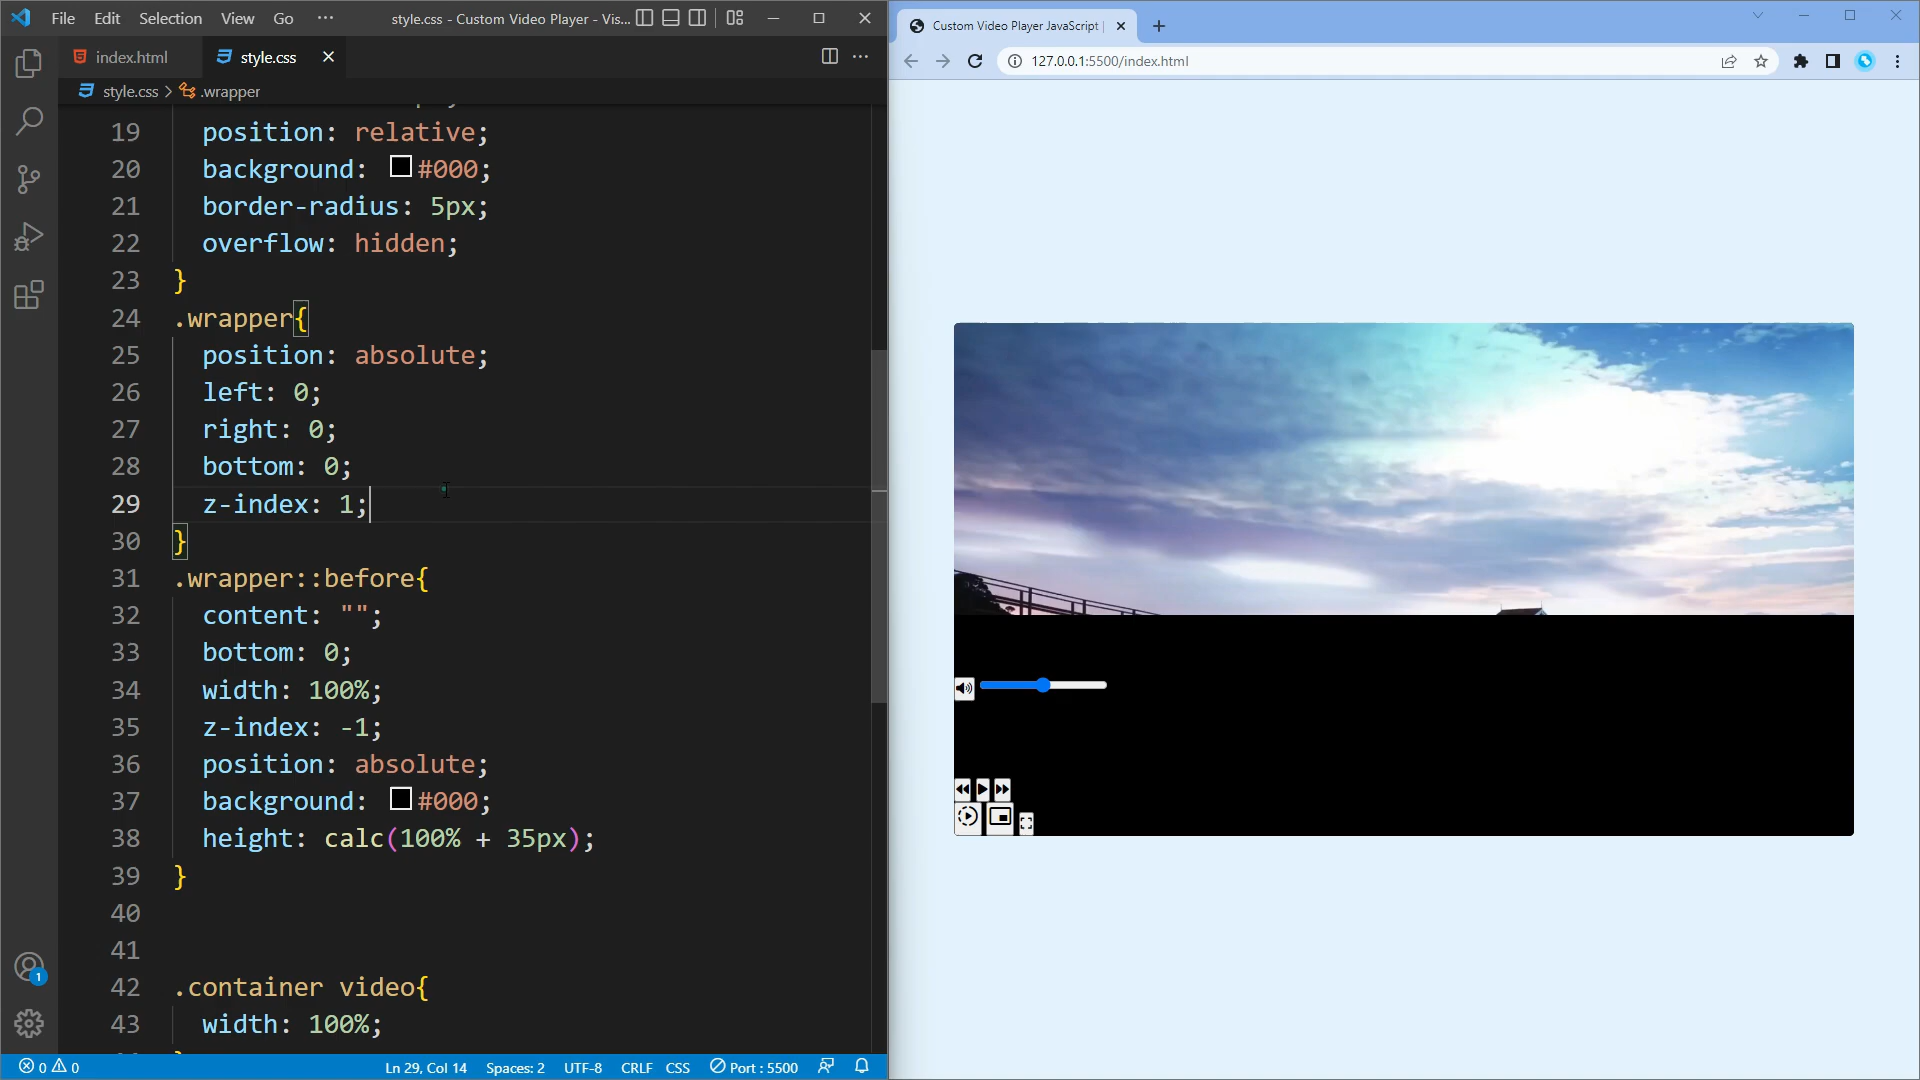 File Edit Selection View Go ··· style.css - Custom Video Player - Vis...
index.html style.css
style.css > .wrapper
19 position: relative;
20 background: #000;
21 border-radius: 5px;
22 overflow: hidden;
23 }
24 .wrapper{
25 position: absolute;
26 left: 0;
27 right: 0;
28 bottom: 0;
29 z-index: 1;
30 }
31 .wrapper::before{
32 content: "";
33 bottom: 0;
34 width: 100%;
35 z-index: -1;
36 position: absolute;
37 background: #000;
38 height: calc(100% + 35px);
39 }
40
41
42 .container video{
43 width: 100%;
1
0 0 Ln 29, Col 14 Spaces: 2 UTF-8 CRLF CSS Port : 5500
Custom Video Player JavaScript |
127.0.0.1:5500/index.html